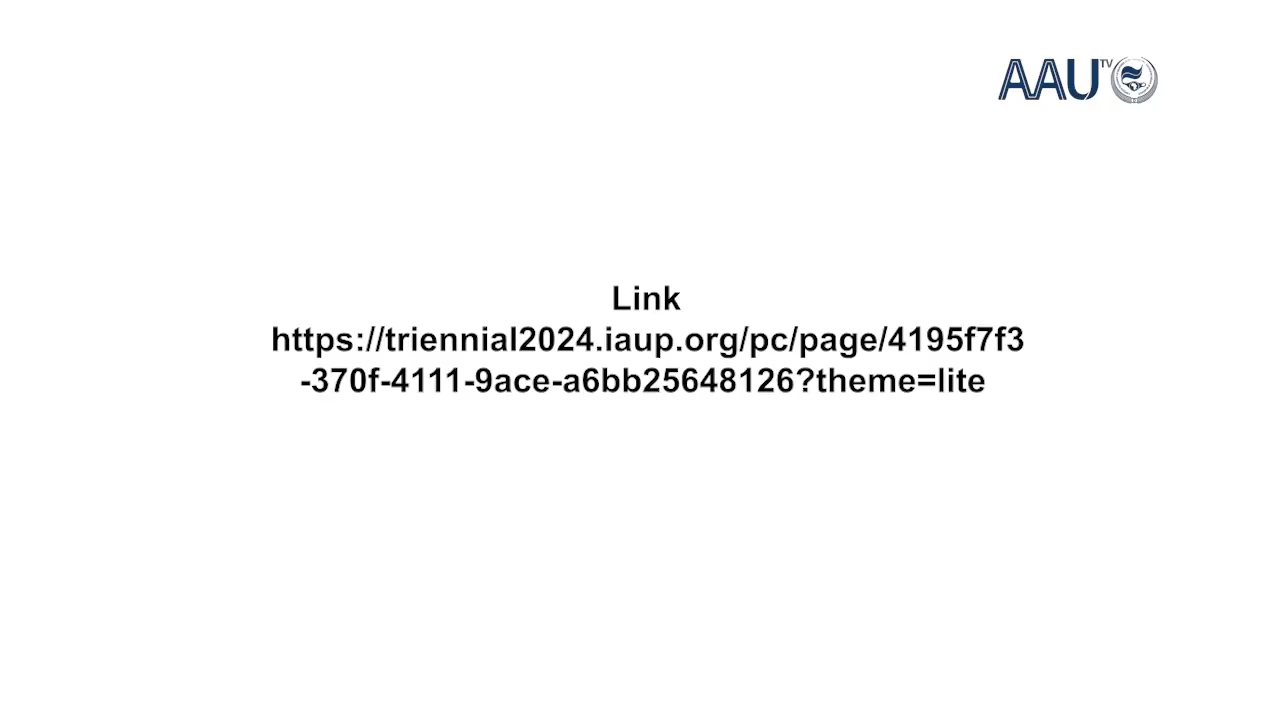 AAU TV
Link
https://triennial2024.iaup.org/pc/page/4195f7f3
-370f-4111-9ace-a6bb25648126?theme=lite